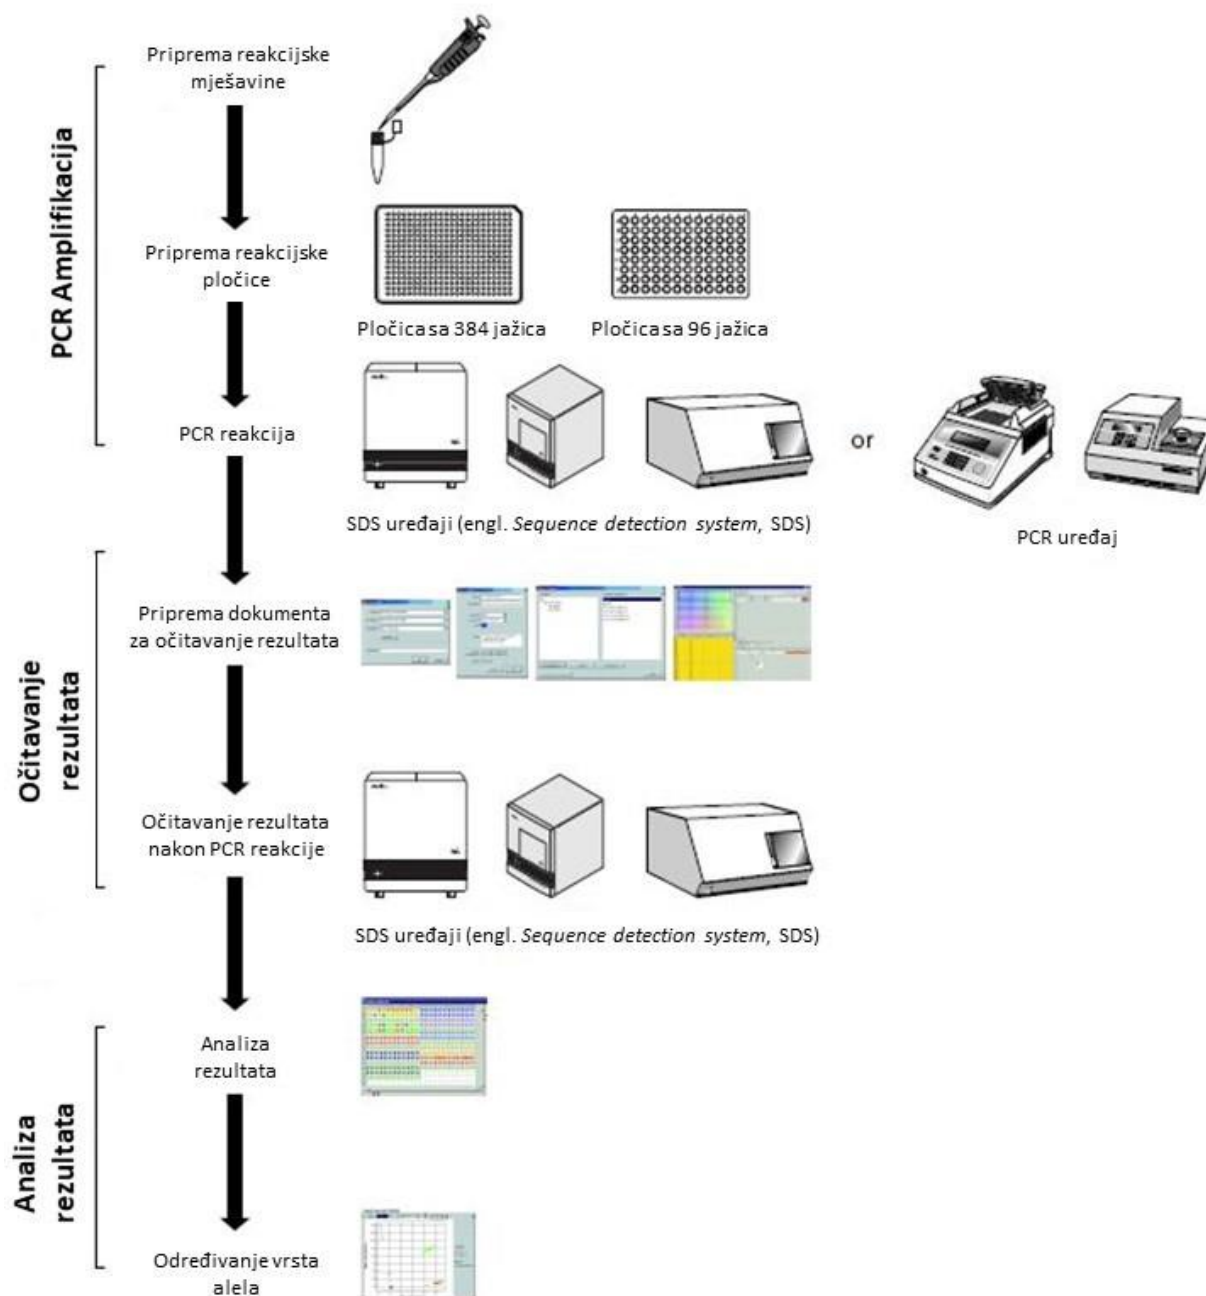 PCR Amplifikacija
Priprema reakcijske
mješavine
Priprema reakcijske
pločice
Pločica sa 384 jažica
Pločica sa 96 jažica
PCR reakcija
or
SDS uređaji (engl. Sequence detection system, SDS)
PCR uređaj
Očitavanje
rezultata
Priprema dokumenta
za očitavanje rezultata
Očitavanje rezultata
nakon PCR reakcije
SDS uređaji (engl. Sequence detection system, SDS)
Analiza
rezultata
Analiza
rezultata
Određivanje vrsta
alela